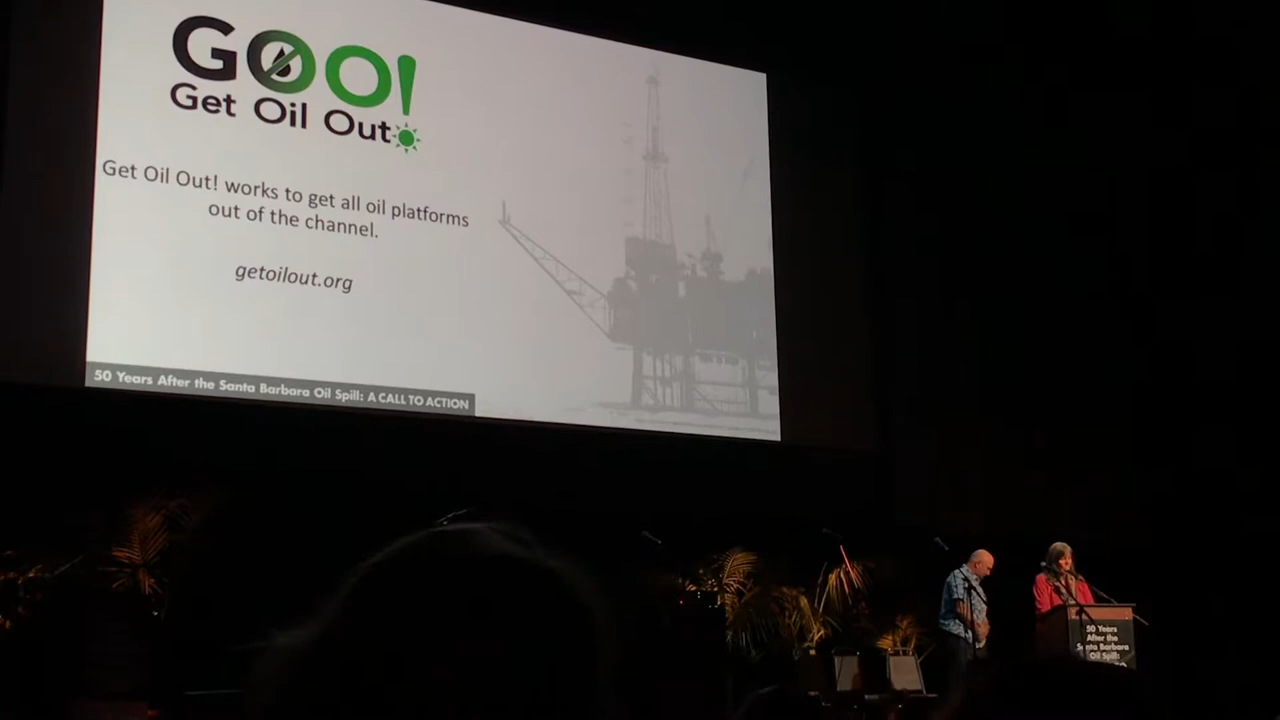 GOO!
Get Oil Out
Get Oil Out! works to get all oil platforms
out of the channel.
getoilout.org
50 Years After the Santa Barbara Oil Spill: A CALL TO ACTION
50 Years
After the
Santa Barbara
Oil Spill: